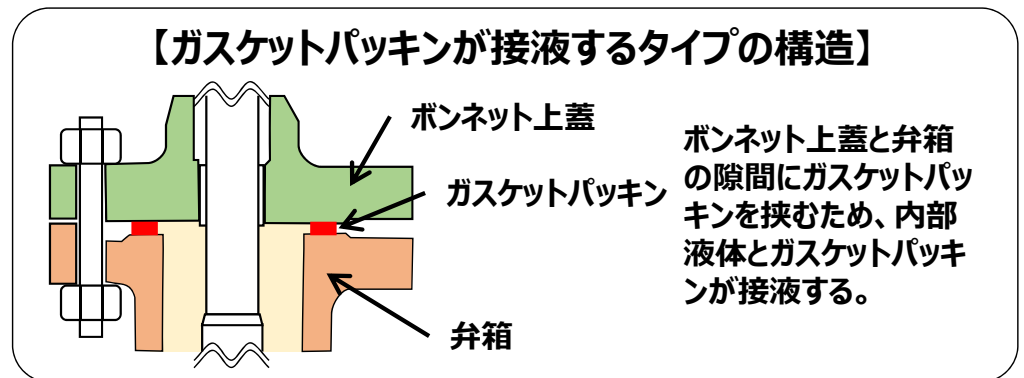 【ガスケットパッキンが接液するタイプの構造】
ボンネット上蓋
ガスケットパッキン
弁箱
ボンネット上蓋と弁箱
の隙間にガスケットパッ
キンを挟むため、内部
液体とガスケットパッキ
ンが接液する。